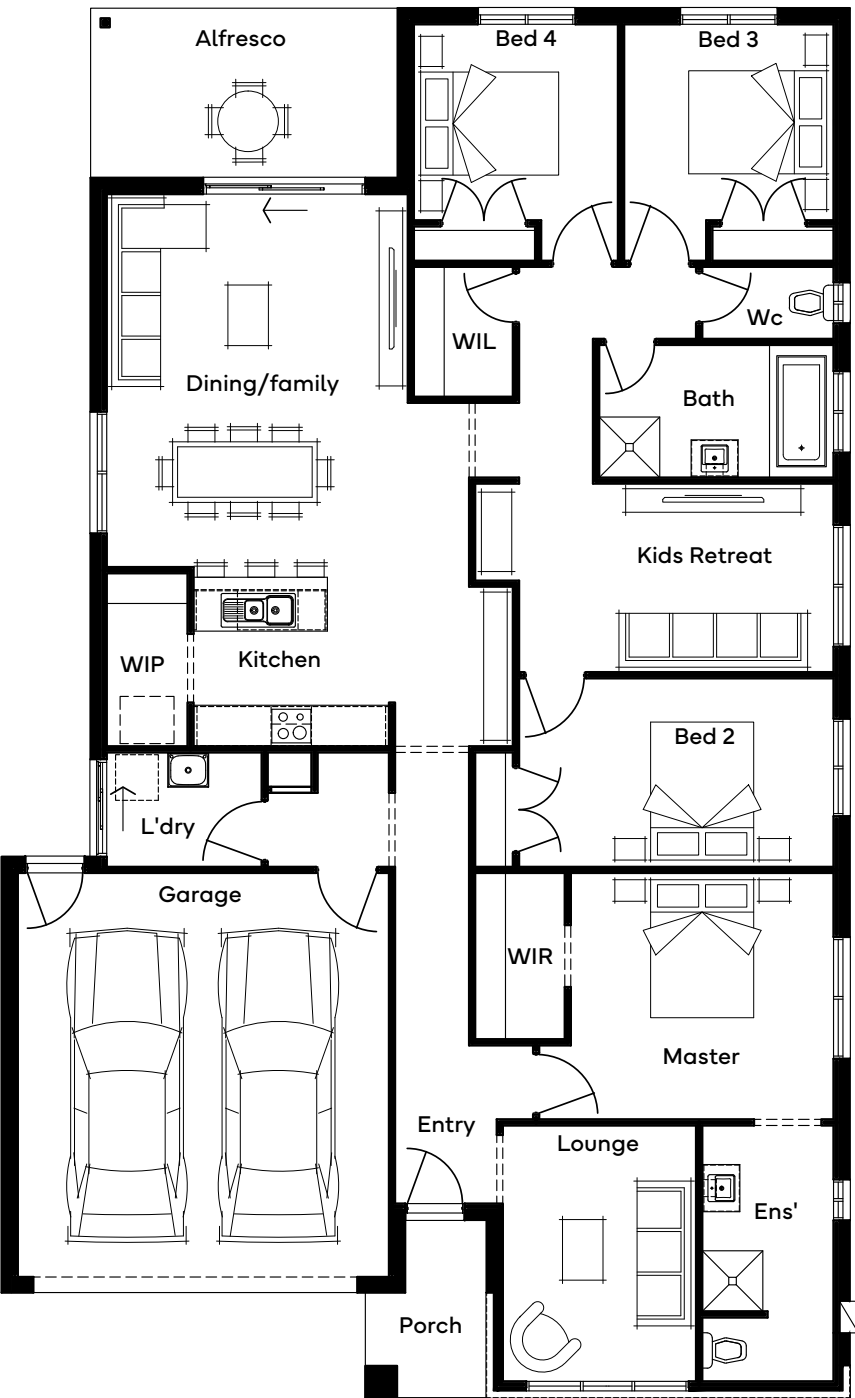 Alfresco
Bed 4
Bed 3
Wc
WIL
Dining/family
Bath
Kids Retreat
WIP
Kitchen
Bed 2
L'dry
Garage
WIR
Master
Entry
Lounge
Ens'
Porch